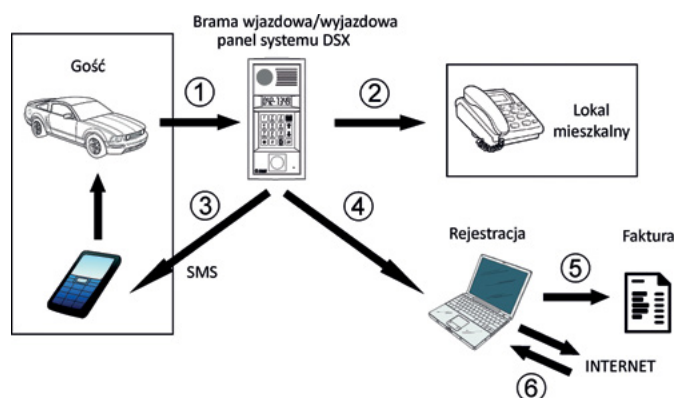 Brama wjazdowa/wyjazdowa
panel systemu DSX
Gość
1
2
Lokal
mieszkalny
3
4
SMS
Rejestracja
Faktura
5
INTERNET
6